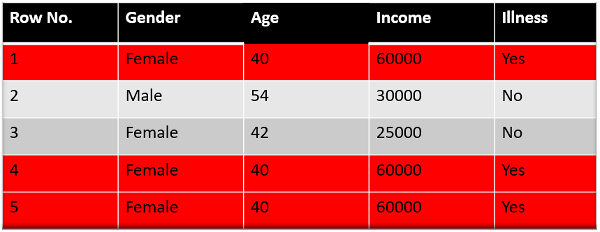 Row No. Gender Age Income Illness
1 Female 40 60000 Yes
2 Male 54 30000 No
3 Female 42 25000 No
4 Female 40 60000 Yes
5 Female 40 60000 Yes